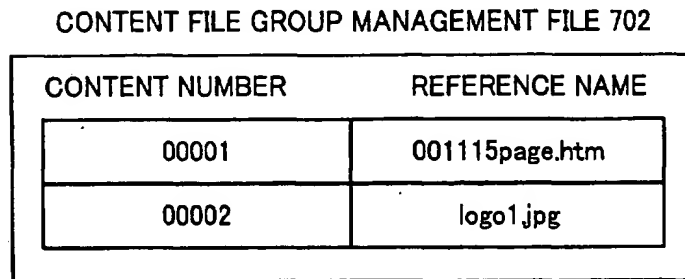 CONTENT FILE GROUP MANAGEMENT FILE 702
CONTENT NUMBER REFERENCE NAME
00001 001115page.htm
00002 logo1.jpg